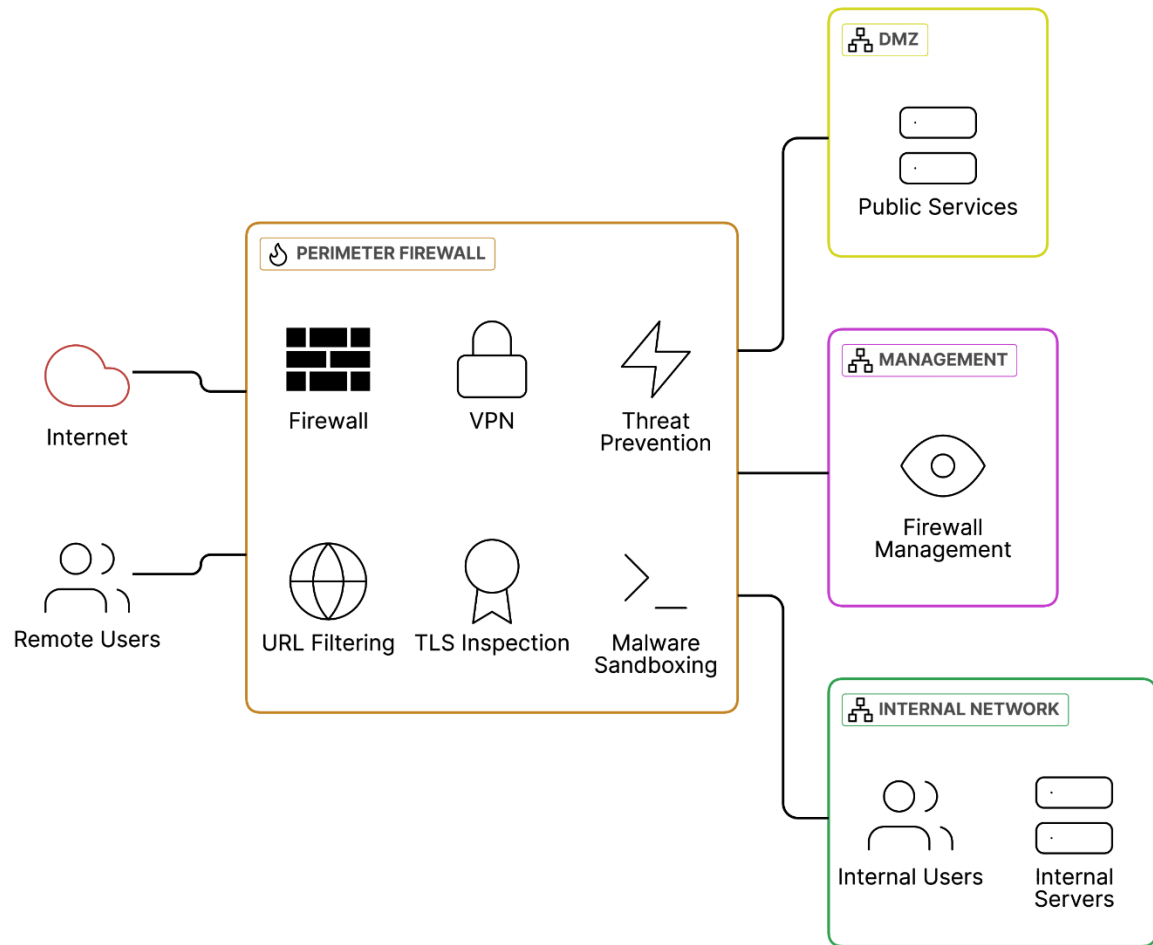 DMZ
Public Services
PERIMETER FIREWALL
Firewall
VPN
Threat
Prevention
Internet
Remote Users
URL Filtering
TLS Inspection
Malware
Sandboxing
MANAGEMENT
Firewall
Management
INTERNAL NETWORK
Internal Users
Internal
Servers